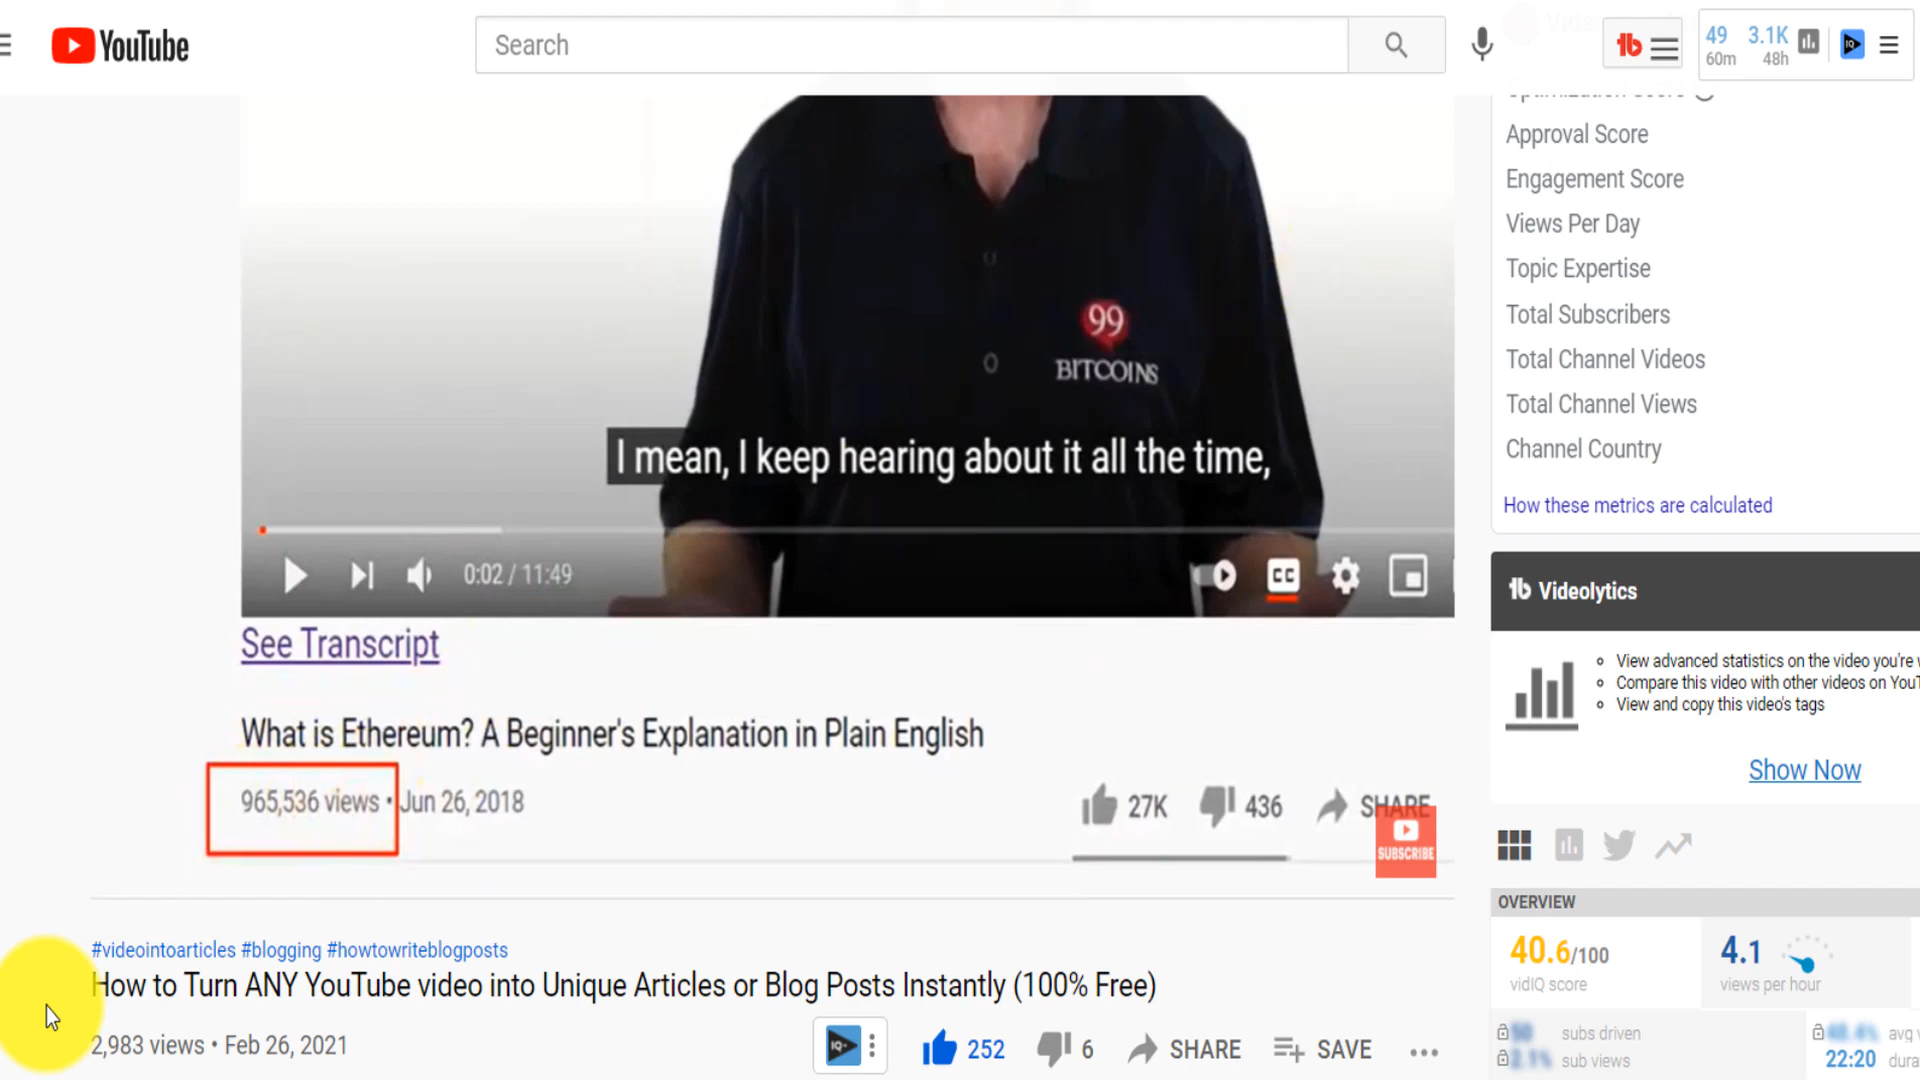 YouTube
Search
49 3.1K
60m 48h
Approval Score
Engagement Score
Views Per Day
Topic Expertise
Total Subscribers
Total Channel Videos
Total Channel Views
Channel Country
How these metrics are calculated
99
BITCOINS
I mean, I keep hearing about it all the time,
0:02 / 11:49
CC
See Transcript
What is Ethereum? A Beginner's Explanation in Plain English
965,536 views • Jun 26, 2018
27K 436 SHARE
SUBSCRIBE
Videolytics
View advanced statistics on the video you're
Compare this video with other videos on
View and copy this video's tags
Show Now
OVERVIEW
40.6/100
vidIQ score
4.1
views per hour
subs driven
sub views
avg
22:20
#videointoarticles #blogging #howtowriteblogposts
How to Turn ANY YouTube video into Unique Articles or Blog Posts Instantly (100% Free)
2,983 views • Feb 26, 2021
IQ
252 6 SHARE SAVE